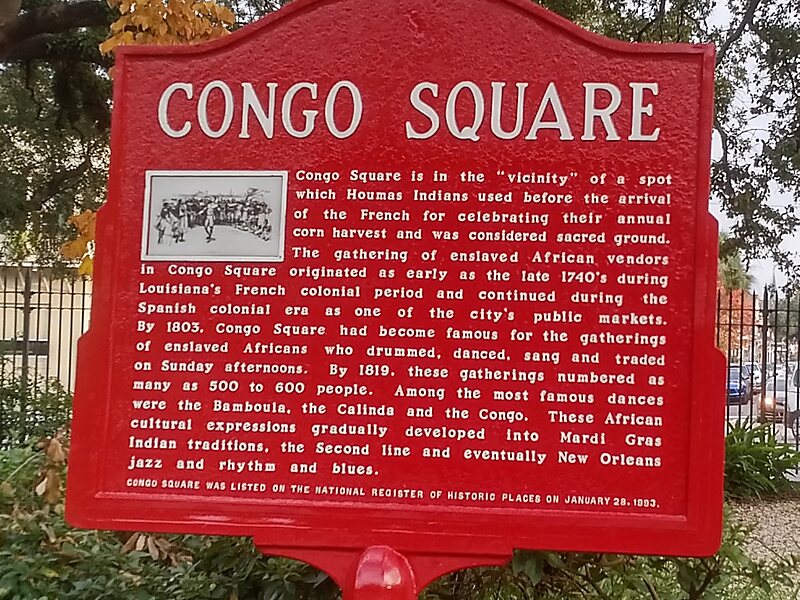 CONGO SQUARE
Congo Square is in the "vicinity" of a spot
which Houmas Indians used before the arrival
of the French for celebrating their annual
corn harvest and was considered sacred ground.
The gathering of enslaved African vendors
in Congo Square originated as early as the late 1740's during
Louisiana's French colonial period and continued during the
Spanish colonial era as one of the city's public markets.
By 1803, Congo Square had become famous for the gatherings
of enslaved Africans who drummed, danced, sang and traded
on Sunday afternoons. By 1819, these gatherings numbered as
many as 500 to 600 people. Among the most famous dances
were the Bamboula, the Calinda and the Congo. These African
cultural expressions gradually developed into Mardi Gras
Indian traditions, the Second line and eventually New Orleans
jazz and rhythm and blues.
CONGO SQUARE WAS LISTED ON THE NATIONAL REGISTER OF HISTORIC PLACES ON JANUARY 28, 1993.